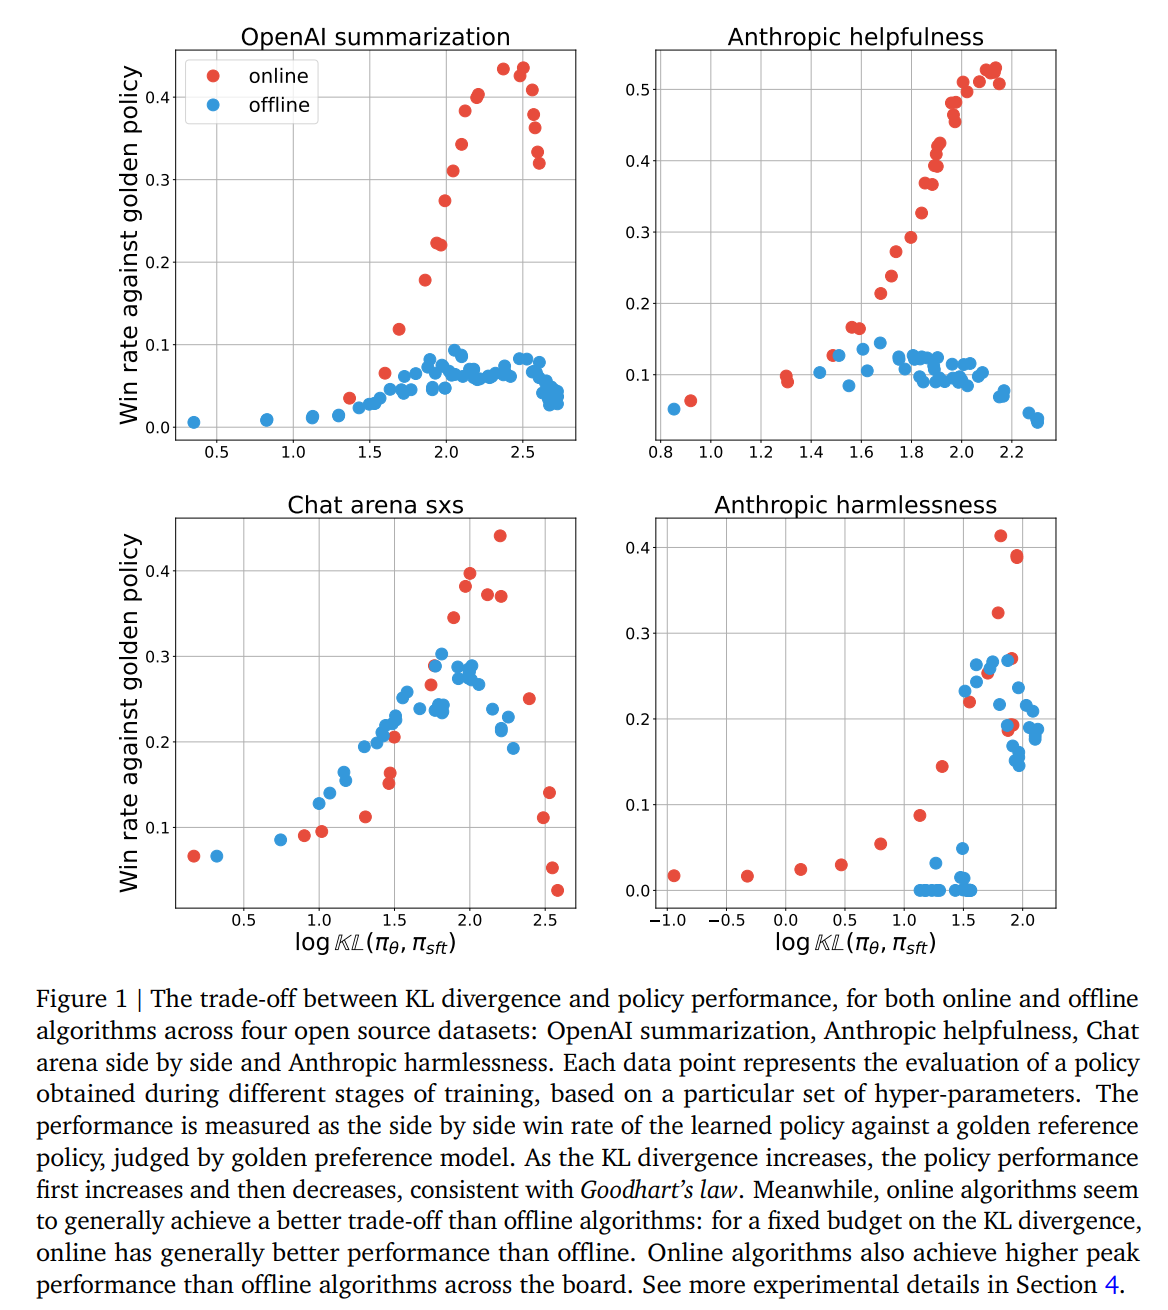 OpenAI summarization
Anthropic helpfulness
online
offline
Win rate against golden policy
0.4
0.3
0.2
0.1
0.0
0.5 1.0 1.5 2.0 2.5
0.5
0.4
0.3
0.2
0.1
0.8 1.0 1.2 1.4 1.6 1.8 2.0 2.2
Chat arena sxs
Anthropic harmlessness
Win rate against golden policy
0.4
0.3
0.2
0.1
0.5 1.0 1.5 2.0 2.5
log 𝕂𝕃(πθ, πsft)
0.4
0.3
0.2
0.1
0.0
−1.0 −0.5 0.0 0.5 1.0 1.5 2.0
log 𝕂𝕃(πθ, πsft)
Figure 1 | The trade-off between KL divergence and policy performance, for both online and offline
algorithms across four open source datasets: OpenAI summarization, Anthropic helpfulness, Chat
arena side by side and Anthropic harmlessness. Each data point represents the evaluation of a policy
obtained during different stages of training, based on a particular set of hyper-parameters. The
performance is measured as the side by side win rate of the learned policy against a golden reference
policy, judged by golden preference model. As the KL divergence increases, the policy performance
first increases and then decreases, consistent with Goodhart's law. Meanwhile, online algorithms seem
to generally achieve a better trade-off than offline algorithms: for a fixed budget on the KL divergence,
online has generally better performance than offline. Online algorithms also achieve higher peak
performance than offline algorithms across the board. See more experimental details in Section 4.